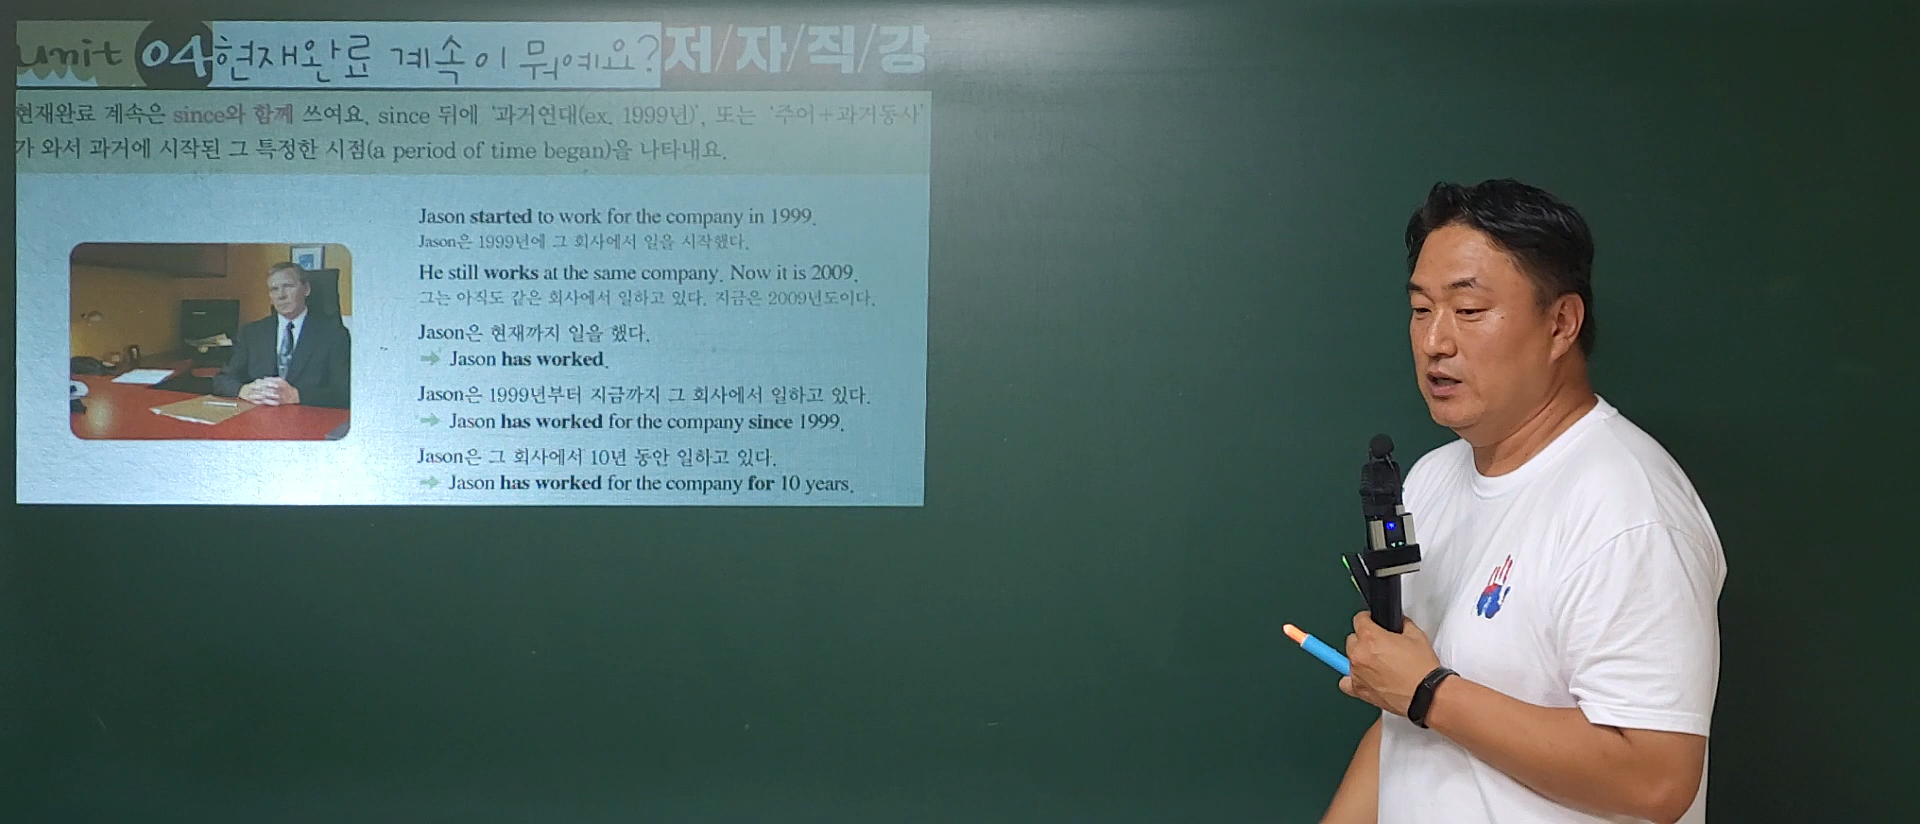 unit 04 현재완료 계속이 뭐예요? 저/자/직/강
현재완료 계속은 since와 함께 쓰여요. since 뒤에 '과거연대(ex. 1999년)', 또는 '주어+과거동사'
가 와서 과거에 시작된 그 특정한 시점(a period of time began)을 나타내요.
Jason started to work for the company in 1999.
Jason은 1999년에 그 회사에서 일을 시작했다.
He still works at the same company. Now it is 2009.
그는 아직도 같은 회사에서 일하고 있다. 지금은 2009년도이다.
Jason은 현재까지 일을 했다.
➡ Jason has worked.
Jason은 1999년부터 지금까지 그 회사에서 일하고 있다.
➡ Jason has worked for the company since 1999.
Jason은 그 회사에서 10년 동안 일하고 있다.
➡ Jason has worked for the company for 10 years.